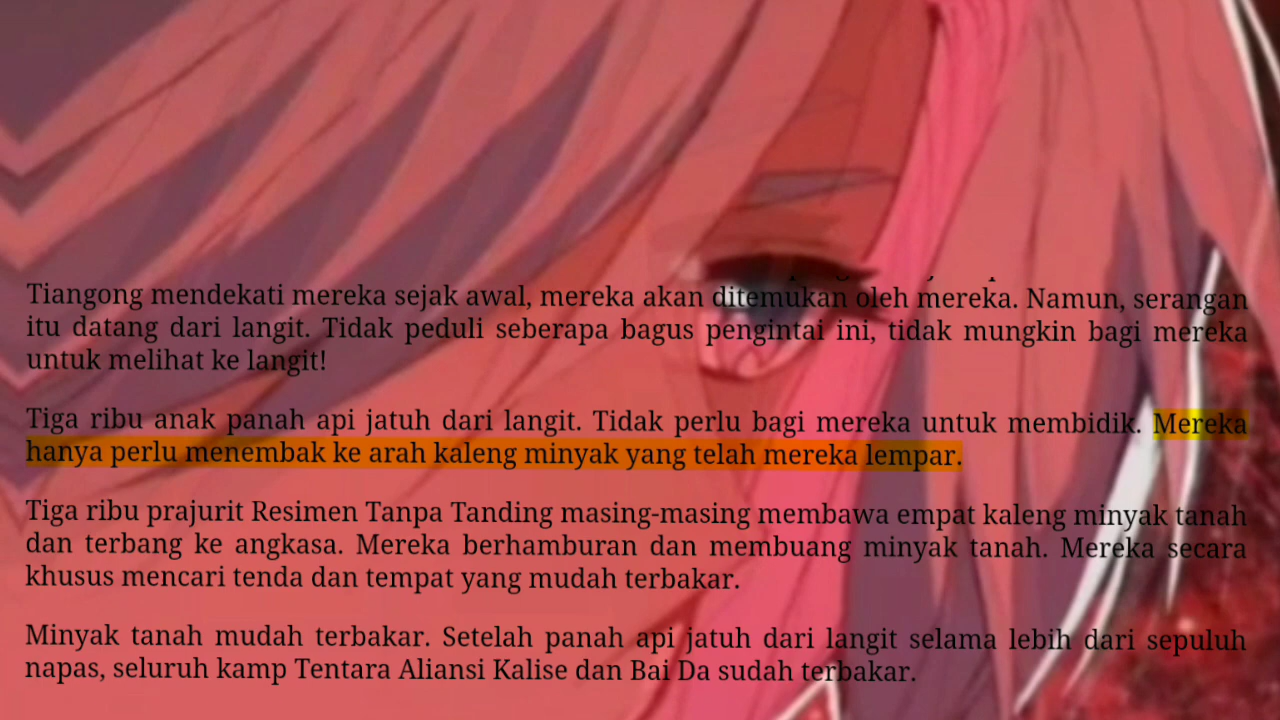 Tiangong mendekati mereka sejak awal, mereka akan ditemukan oleh mereka. Namun, serangan
itu datang dari langit. Tidak peduli seberapa bagus pengintai ini, tidak mungkin bagi mereka
untuk melihat ke langit!
Tiga ribu anak panah api jatuh dari langit. Tidak perlu bagi mereka untuk membidik. Mereka
hanya perlu menembak ke arah kaleng minyak yang telah mereka lempar.
Tiga ribu prajurit Resimen Tanpa Tanding masing-masing membawa empat kaleng minyak tanah
dan terbang ke angkasa. Mereka berhamburan dan membuang minyak tanah. Mereka secara
khusus mencari tenda dan tempat yang mudah terbakar.
Minyak tanah mudah terbakar. Setelah panah api jatuh dari langit selama lebih dari sepuluh
napas, seluruh kamp Tentara Aliansi Kalise dan Bai Da sudah terbakar.